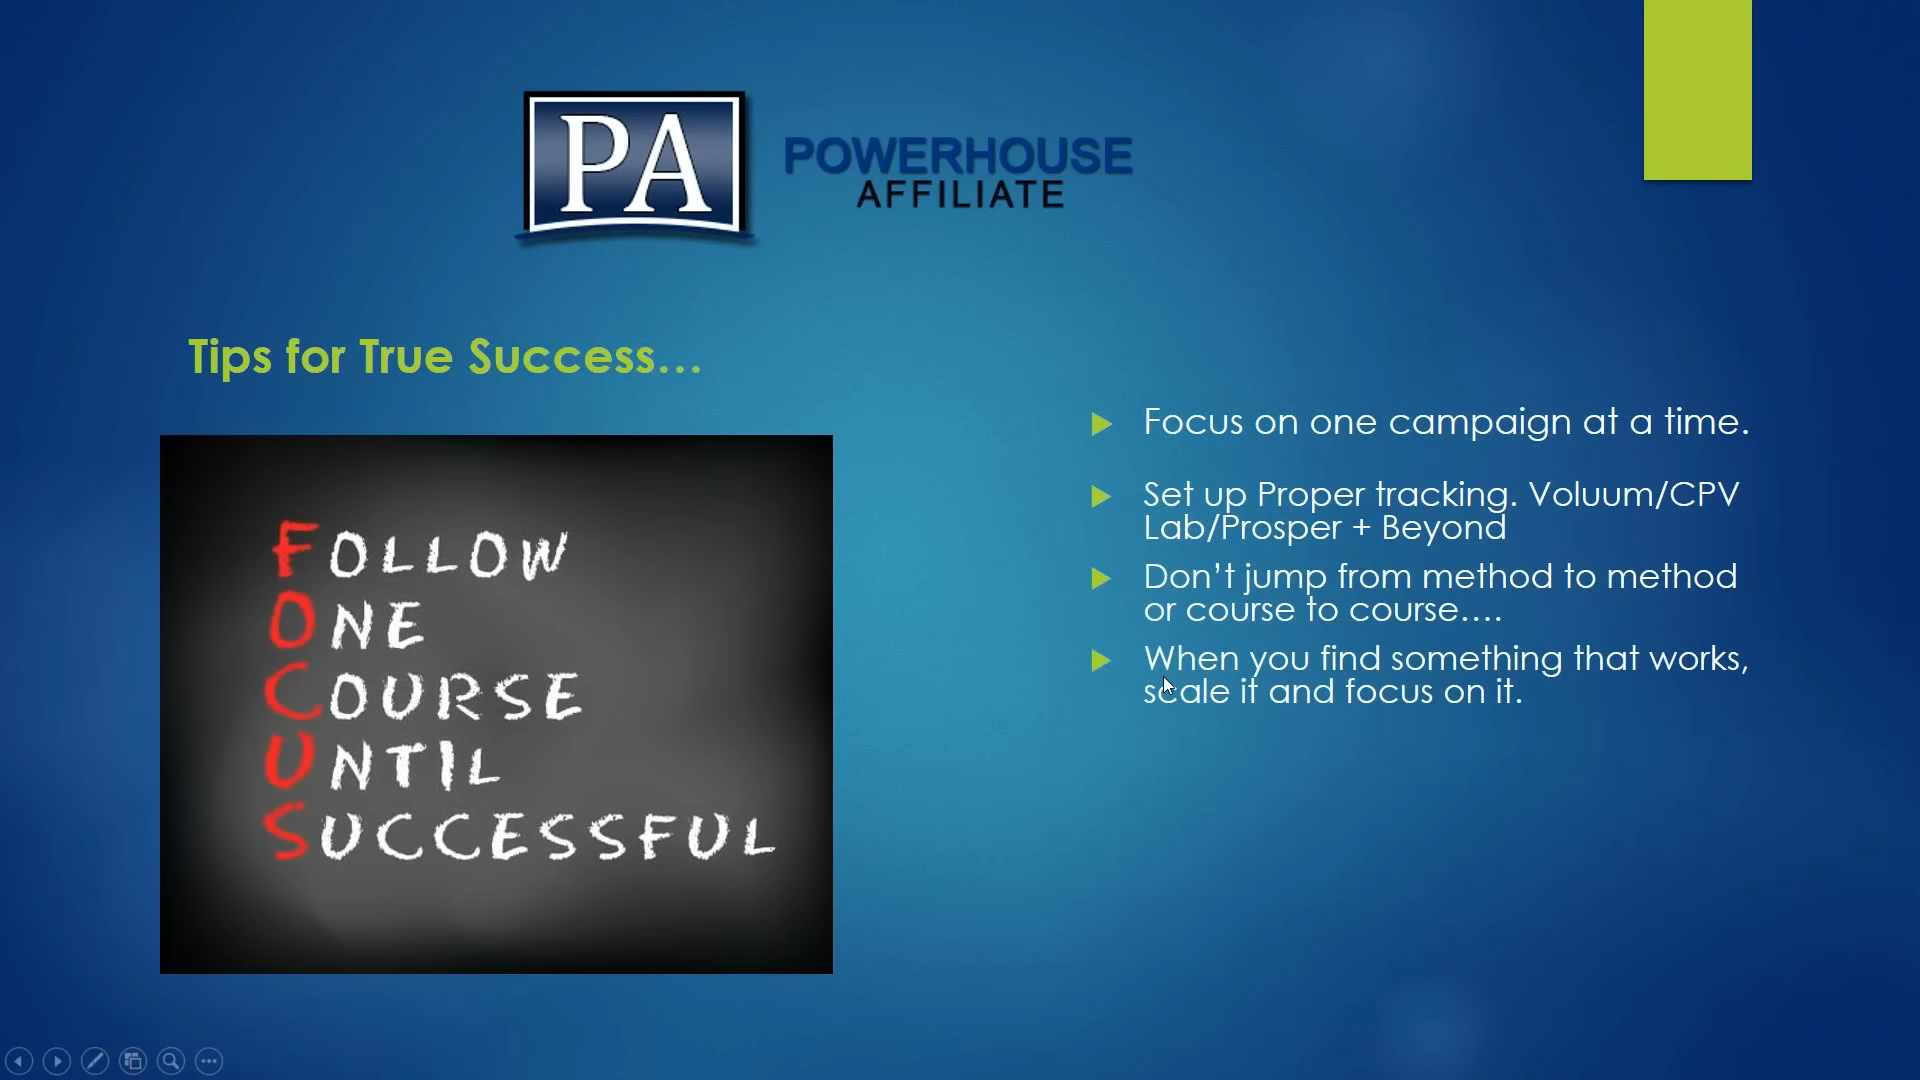 PA
POWERHOUSE
AFFILIATE
Tips for True Success…
FOLLOW
ONE
COURSE
UNTIL
SUCCESSFUL
Focus on one campaign at a time.
Set up Proper tracking. Voluum/CPV
Lab/Prosper + Beyond
Don’t jump from method to method
or course to course….
When you find something that works,
scale it and focus on it.